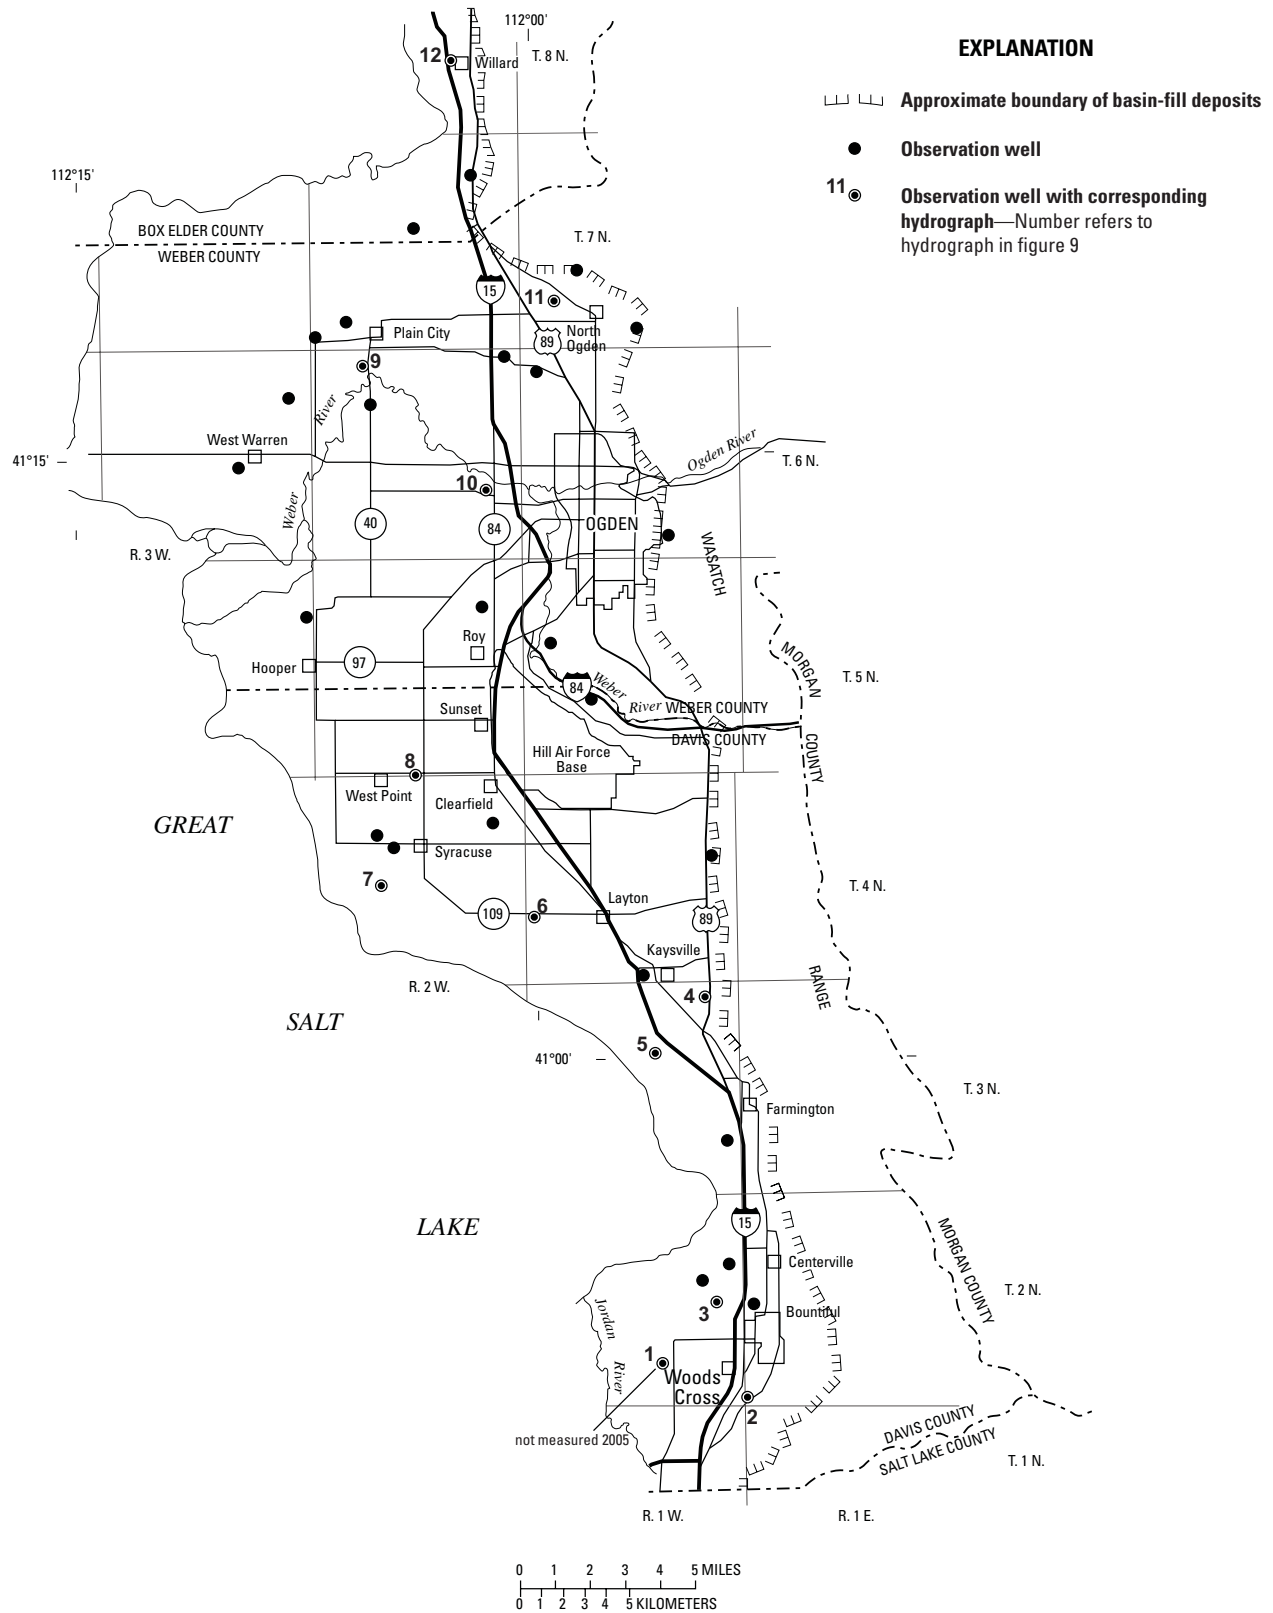 112°00'
EXPLANATION
12
Willard
T. 8 N.
Approximate boundary of basin-fill deposits
Observation well
112°15'
11
Observation well with corresponding
hydrograph—Number refers to
hydrograph in figure 9
BOX ELDER COUNTY
WEBER COUNTY
T. 7 N.
15
11
Plain City
89
North
Ogden
9
River
West Warren
41°15'
Ogden River
T. 6 N.
10
Weber
40
84
OGDEN
R. 3 W.
WASATCH
Roy
MORGAN
Hooper
97
84
Weber
T. 5 N.
Sunset
River
WEBER COUNTY
DAVIS COUNTY
COUNTY
Hill Air Force
Base
8
West Point
Clearfield
GREAT
Syracuse
7
T. 4 N.
Layton
109
6
89
Kaysville
R. 2 W.
4
RANGE
SALT
5
41°00'
T. 3 N.
Farmington
LAKE
15
MORGAN COUNTY
Centerville
T. 2 N.
Jordan
River
3
Bountiful
1
Woods
Cross
2
not measured 2005
DAVIS COUNTY
SALT LAKE COUNTY
T. 1 N.
R. 1 W.
R. 1 E.
0 1 2 3 4 5 MILES
0 1 2 3 4 5 KILOMETERS